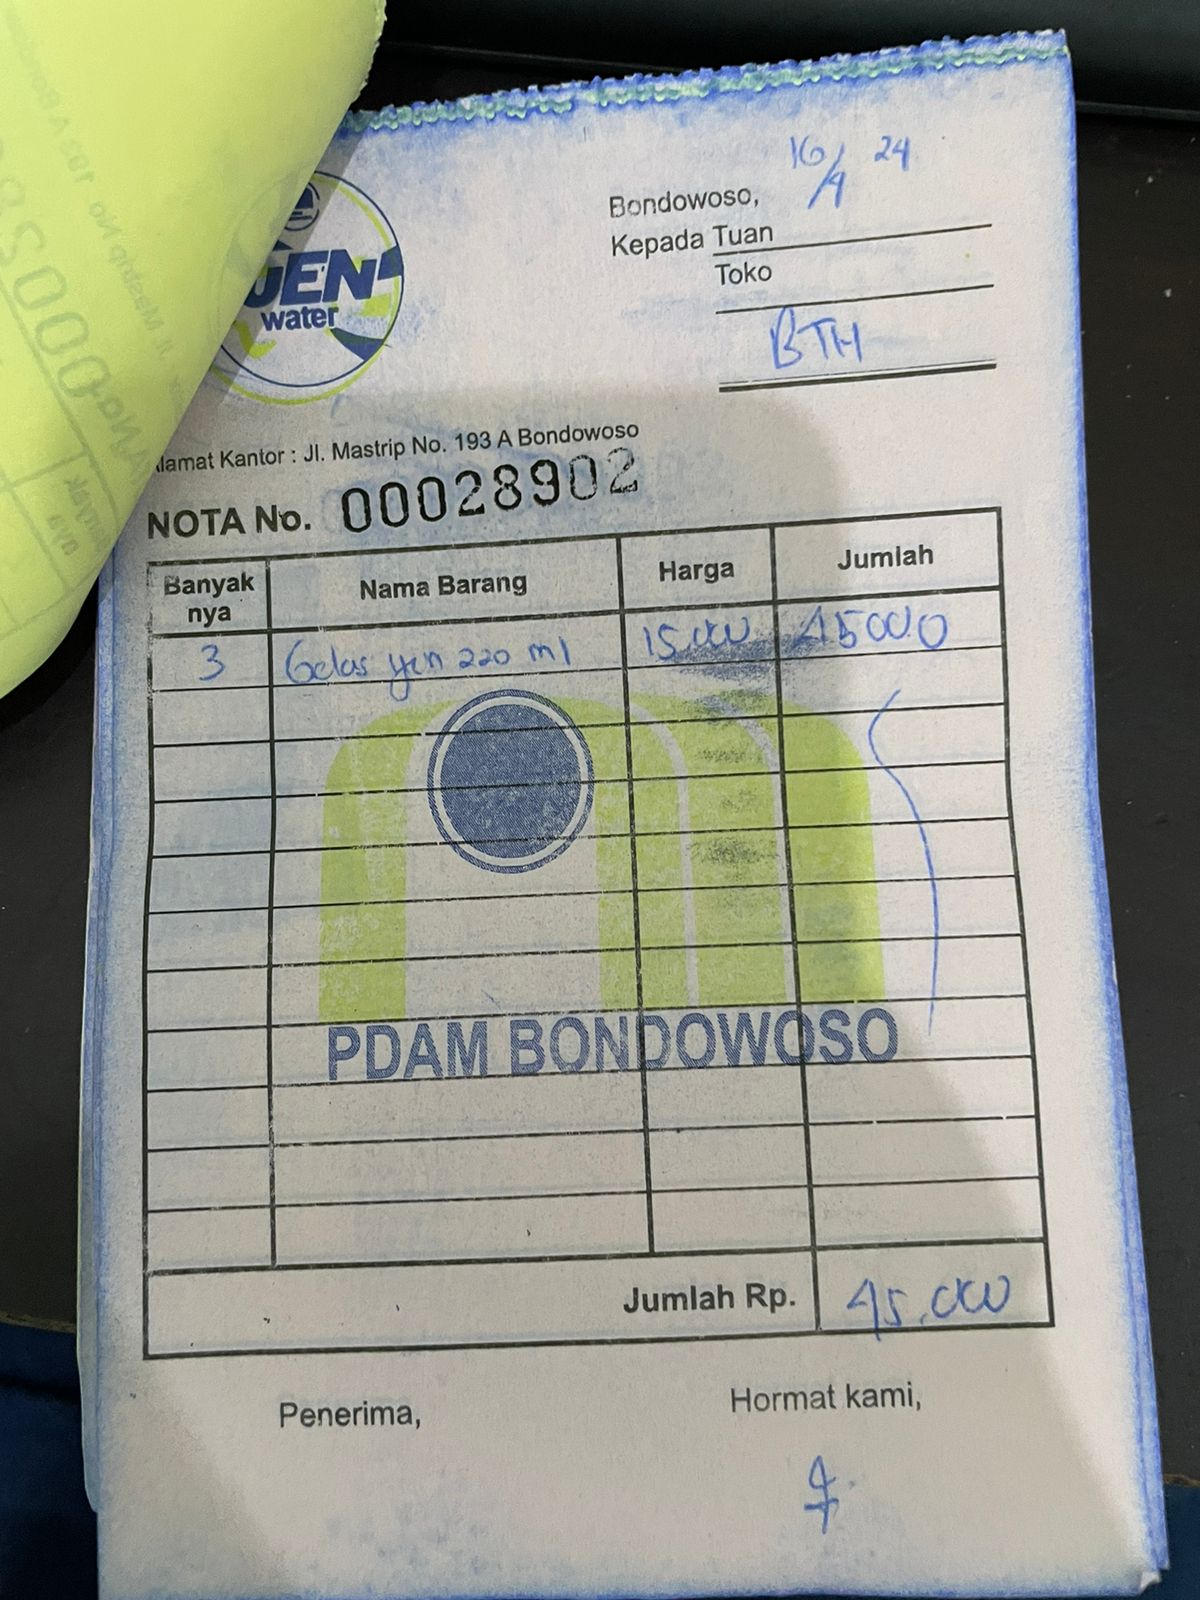 Bondowoso, 16/4 24
Kepada Tuan
Toko
BTH
water
lamat Kantor : Jl. Mastrip No. 193 A Bondowoso
NOTA No. 00028902
Banyak nya Nama Barang Harga Jumlah
3 Gelas yen 220 ml 15.000 45000
PDAM BONDOWOSO
Jumlah Rp. 45.000
Penerima, Hormat kami,